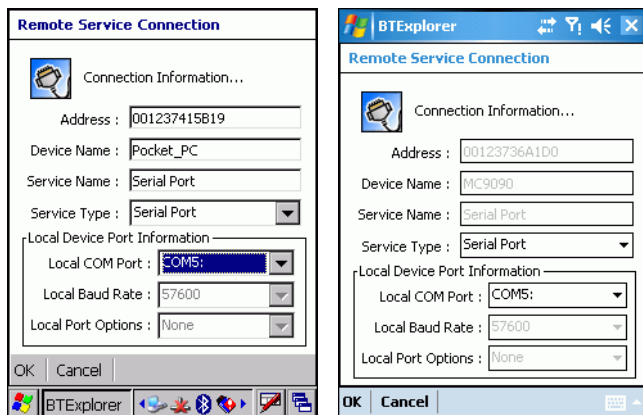 Remote Service Connection
Connection Information...
Address : 001237415B19
Device Name : Pocket_PC
Service Name : Serial Port
Service Type : Serial Port
Local Device Port Information
Local COM Port : COM5:
Local Baud Rate : 57600
Local Port Options : None
OK Cancel
BTExplorer
BTExplorer
Remote Service Connection
Connection Information...
Address : 00123736A1D0
Device Name : MC9090
Service Name : Serial Port
Service Type : Serial Port
Local Device Port Information
Local COM Port : COM5:
Local Baud Rate : 57600
Local Port Options : None
OK Cancel